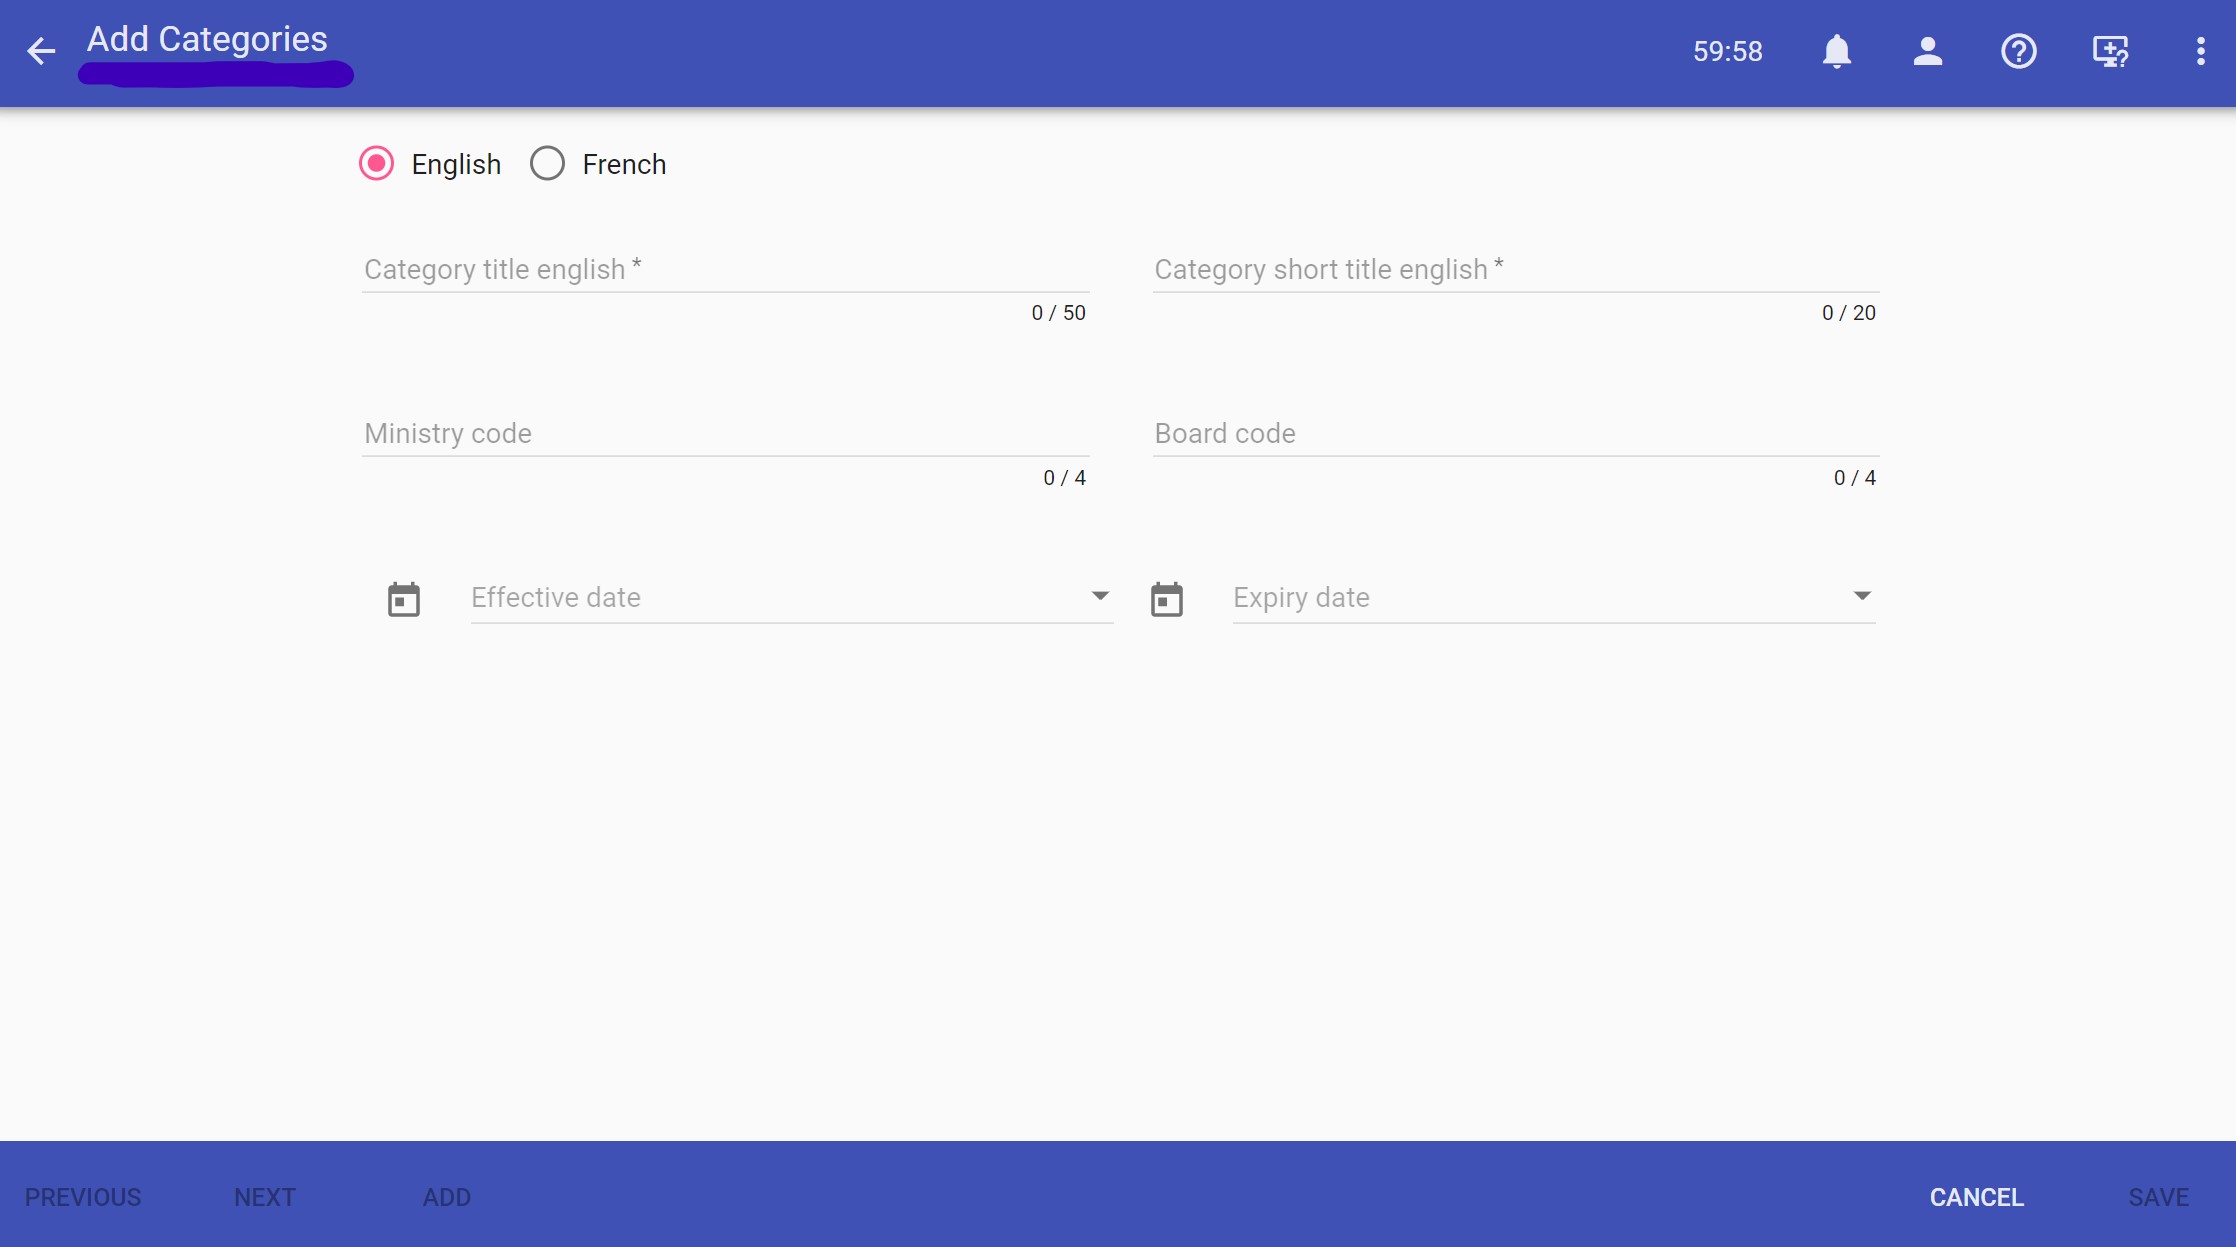 Add Categories
59:58
English French
Category title english *
Category short title english *
0 / 50
0 / 20
Ministry code
Board code
0 / 4
0 / 4
Effective date
Expiry date
PREVIOUS NEXT ADD CANCEL SAVE